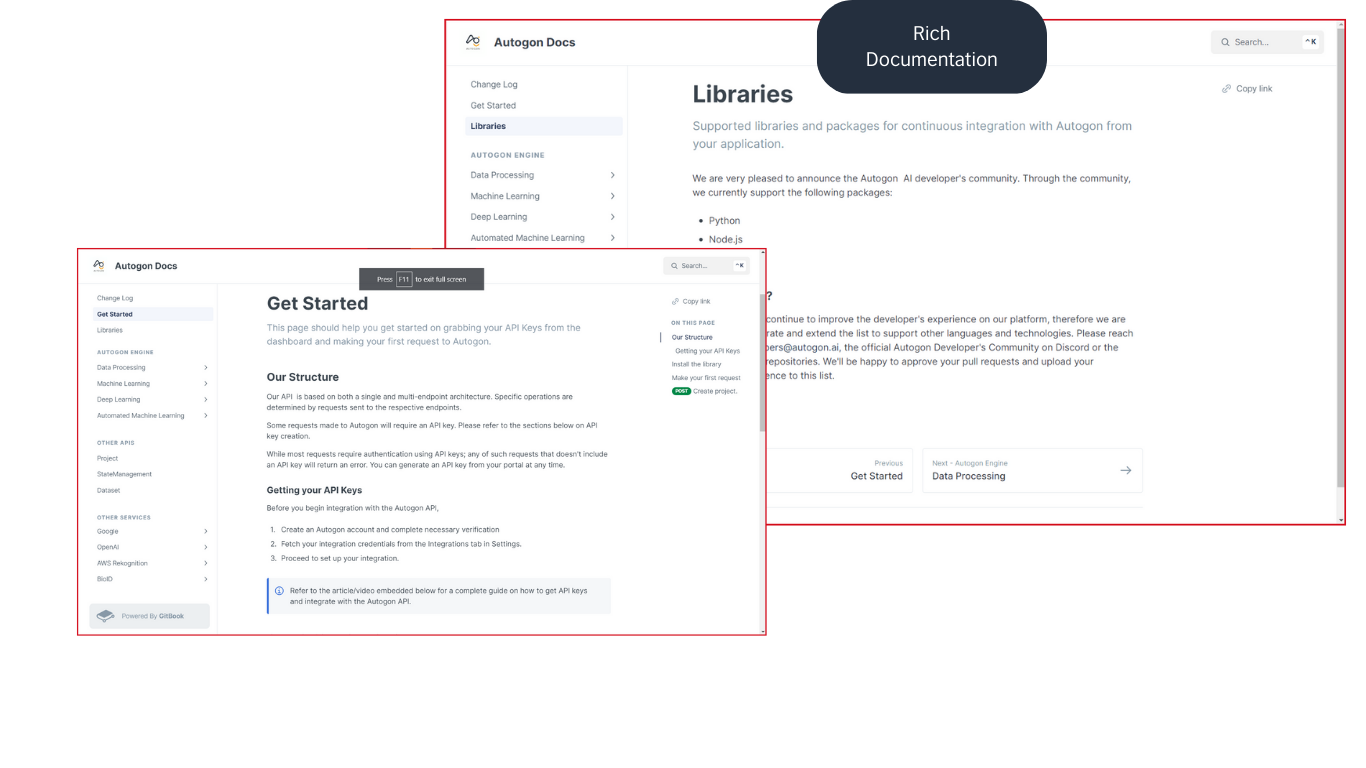 Rich
Documentation
Autogon Docs
Search...
^K
Change Log
Get Started
Libraries
AUTOGON ENGINE
Data Processing
Machine Learning
Deep Learning
Automated Machine Learning
Libraries
Copy link
Supported libraries and packages for continuous integration with Autogon from
your application.
We are very pleased to announce the Autogon AI developer's community. Through the community,
we currently support the following packages:
• Python
• Node.js
?
continue to improve the developer's experience on our platform, therefore we are
rate and extend the list to support other languages and technologies. Please reach
ers@autogon.ai, the official Autogon Developer's Community on Discord or the
repositories. We'll be happy to approve your pull requests and upload your
ence to this list.
Previous
Get Started
Next - Autogon Engine
Data Processing
Autogon Docs
Press F11 to exit full screen
Search...
^K
Change Log
Get Started
Libraries
AUTOGON ENGINE
Data Processing
Machine Learning
Deep Learning
Automated Machine Learning
OTHER APIS
Project
StateManagement
Dataset
OTHER SERVICES
Google
OpenAI
AWS Rekognition
BioID
Powered By GitBook
Get Started
This page should help you get started on grabbing your API Keys from the
dashboard and making your first request to Autogon.
Our Structure
Our API is based on both a single and multi-endpoint architecture. Specific operations are
determined by requests sent to the respective endpoints.
Some requests made to Autogon will require an API key. Please refer to the sections below on API
key creation.
While most requests require authentication using API keys; any of such requests that doesn't include
an API key will return an error. You can generate an API key from your portal at any time.
Getting your API Keys
Before you begin integration with the Autogon API,
1. Create an Autogon account and complete necessary verification
2. Fetch your integration credentials from the Integrations tab in Settings.
3. Proceed to set up your integration.
Refer to the article/video embedded below for a complete guide on how to get API keys
and integrate with the Autogon API.
Copy link
ON THIS PAGE
Our Structure
Getting your API Keys
Install the library
Make your first request
POST Create project.